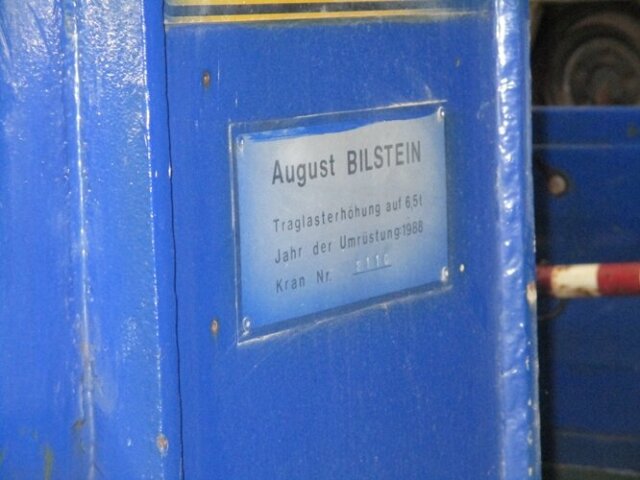 August BILSTEIN
Traglasterhöhung auf 6,5t
Jahr der Umrüstung:1988
Kran Nr.